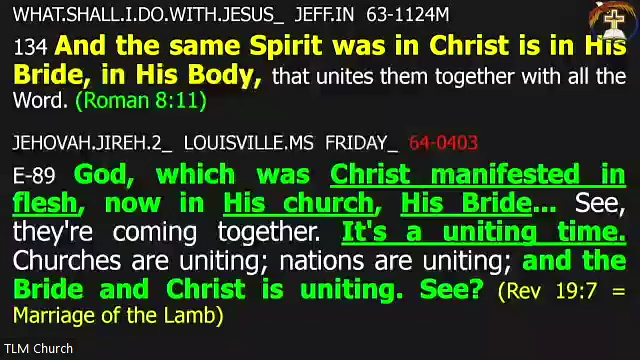 WHAT.SHALL.I.DO.WITH.JESUS_ JEFF.IN 63-1124M
134 And the same Spirit was in Christ is in His
Bride, in His Body, that unites them together with all the
Word. (Roman 8:11)
JEHOVAH.JIREH.2_ LOUISVILLE.MS FRIDAY_ 64-0403
E-89 God, which was Christ manifested in
flesh, now in His church, His Bride... See,
they're coming together. It's a uniting time.
Churches are uniting; nations are uniting; and the
Bride and Christ is uniting. See? (Rev 19:7 =
Marriage of the Lamb)
TLM Church